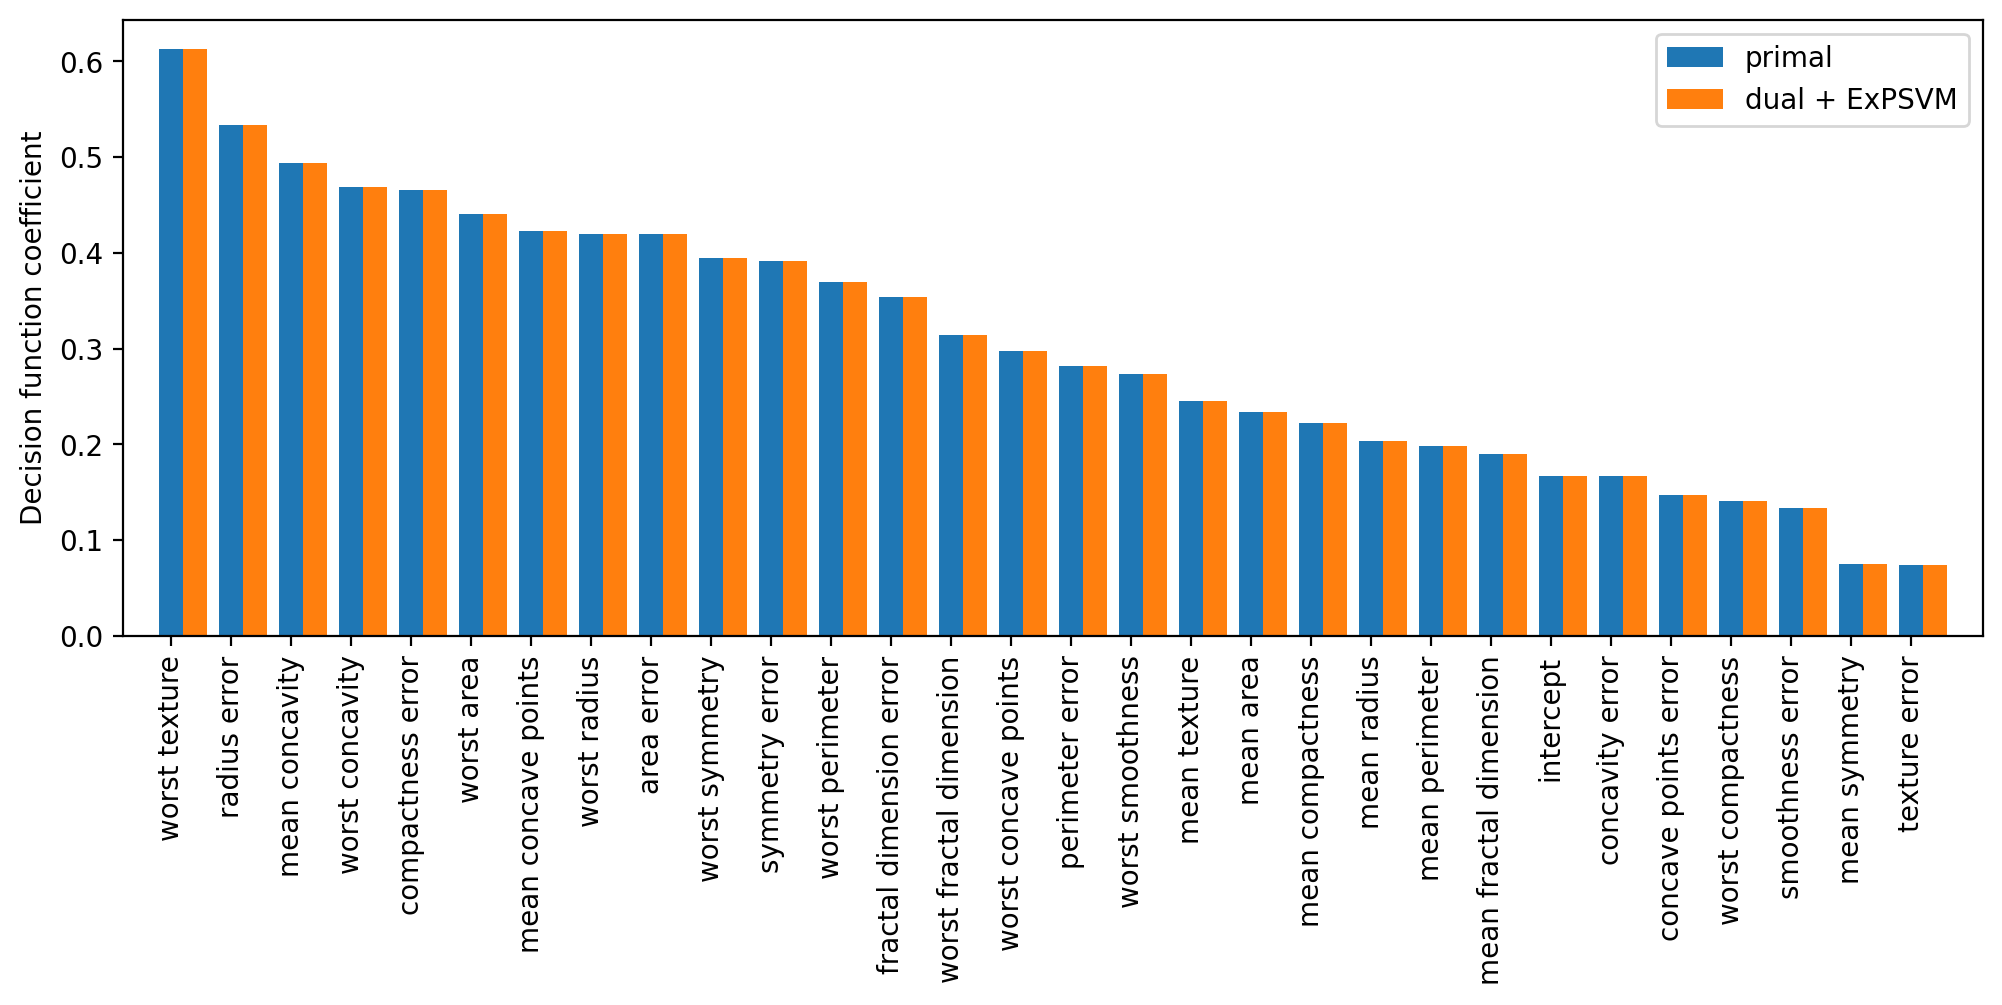 Decision function coefficient
0.6
0.5
0.4
0.3
0.2
0.1
0.0
primal
dual + ExPSVM
worst texture
radius error
mean concavity
worst concavity
compactness error
worst area
mean concave points
worst radius
area error
worst symmetry
symmetry error
worst perimeter
fractal dimension error
worst fractal dimension
worst concave points
perimeter error
worst smoothness
mean texture
mean area
mean compactness
mean radius
mean perimeter
mean fractal dimension
intercept
concavity error
concave points error
worst compactness
smoothness error
mean symmetry
texture error